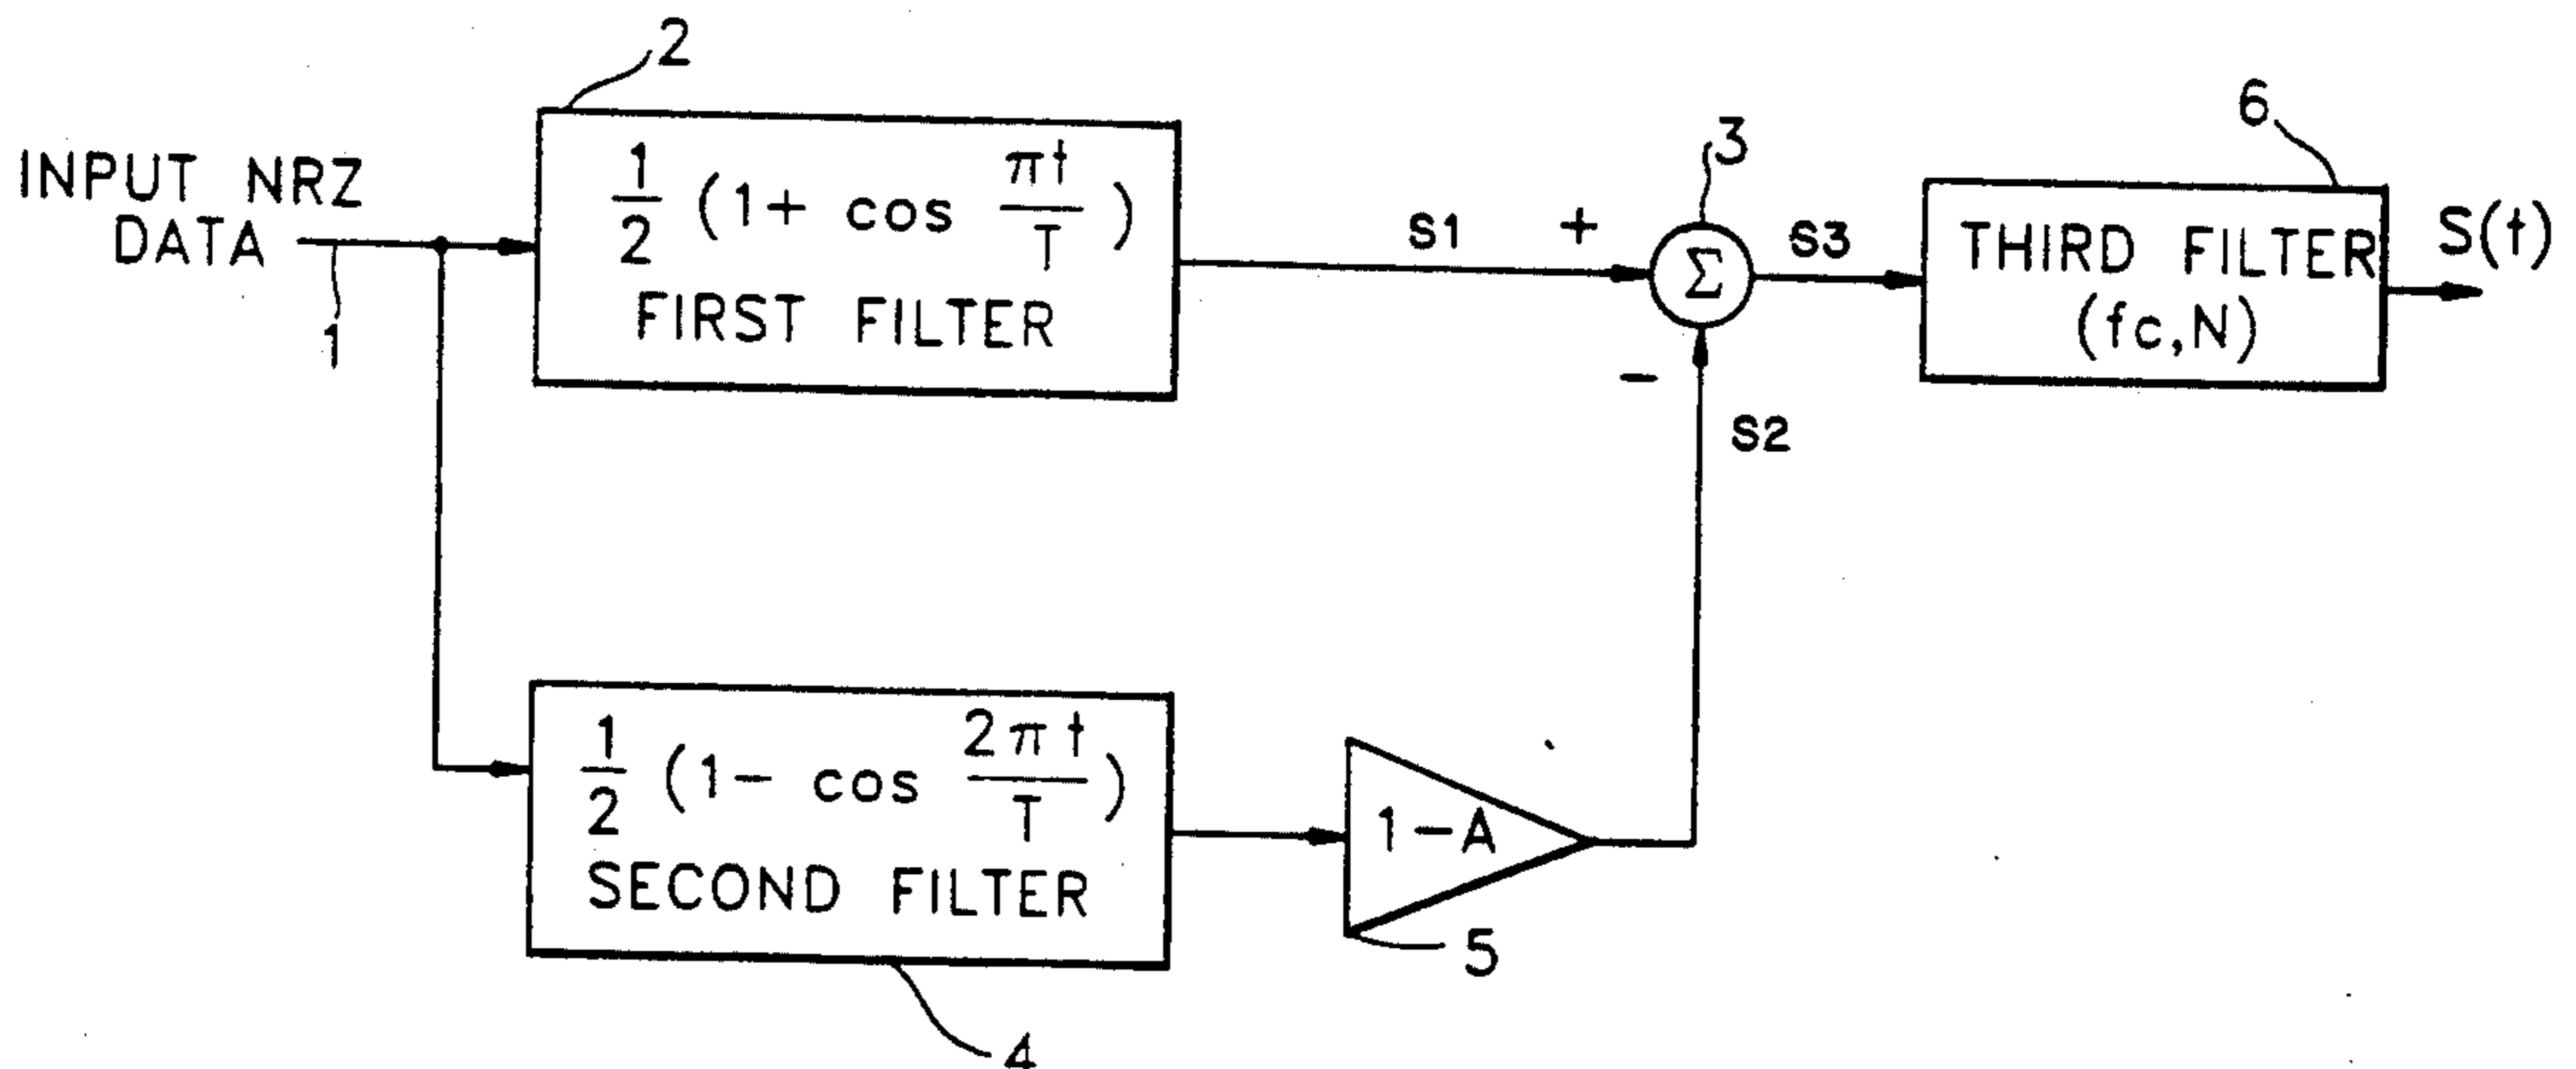 2
INPUT NRZ
DATA
1
1/2 (1+ cos πt/T)
FIRST FILTER
S1
+
3
Σ
S3
-
S2
6
THIRD FILTER
(fc,N)
S(t)
1/2 (1- cos 2πt/T)
SECOND FILTER
4
1-A
5